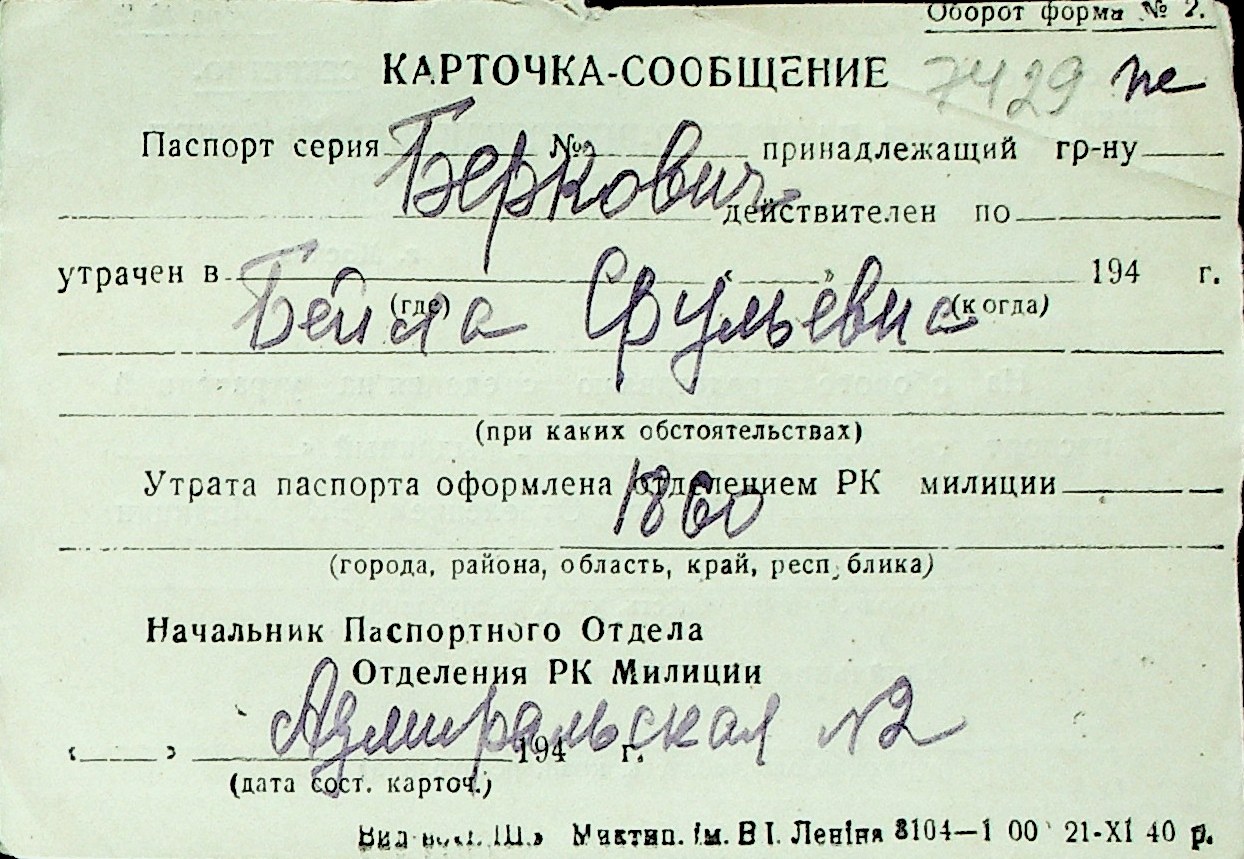 Оборот форма № 2.
КАРТОЧКА-СООБЩЕНИЕ 7429 пе
Паспорт серия № принадлежащий гр-ну
Беркович
действителен по
утрачен в « » 194 г.
(где) (когда)
Бейла Срульевна
(при каких обстоятельствах)
Утрата паспорта оформлена отделением РК милиции
1860
(города, района, область, край, респ блика)
Начальник Паспортного Отдела
Отделения РК Милиции
Адмиральская №2
« » 194 г.
(дата сост. карточ.)
Миктип. ім. В І. Леніна 8104—1 00 21-XI 40 р.